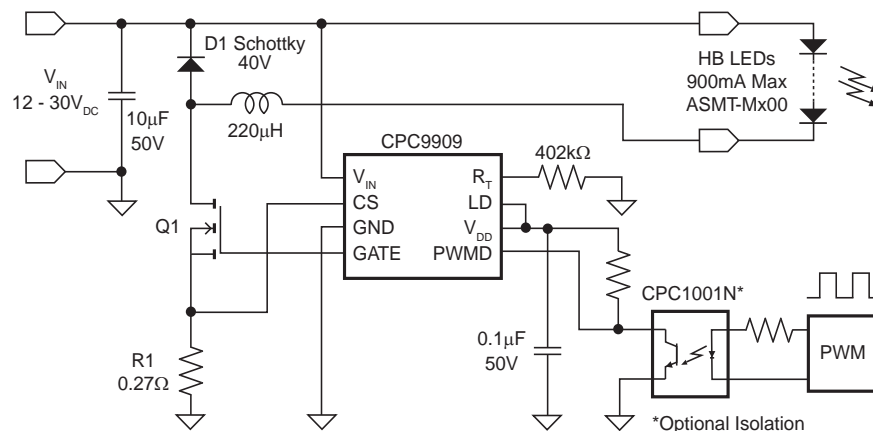 D1 Schottky
40V
V_IN
12 - 30V_DC
10μF
50V
220μH
HB LEDs
900mA Max
ASMT-Mx00
CPC9909
402kΩ
V_IN
R_T
CS
LD
GND
V_DD
GATE
PWMD
Q1
CPC1001N*
0.1μF
50V
PWM
R1
0.27Ω
*Optional Isolation